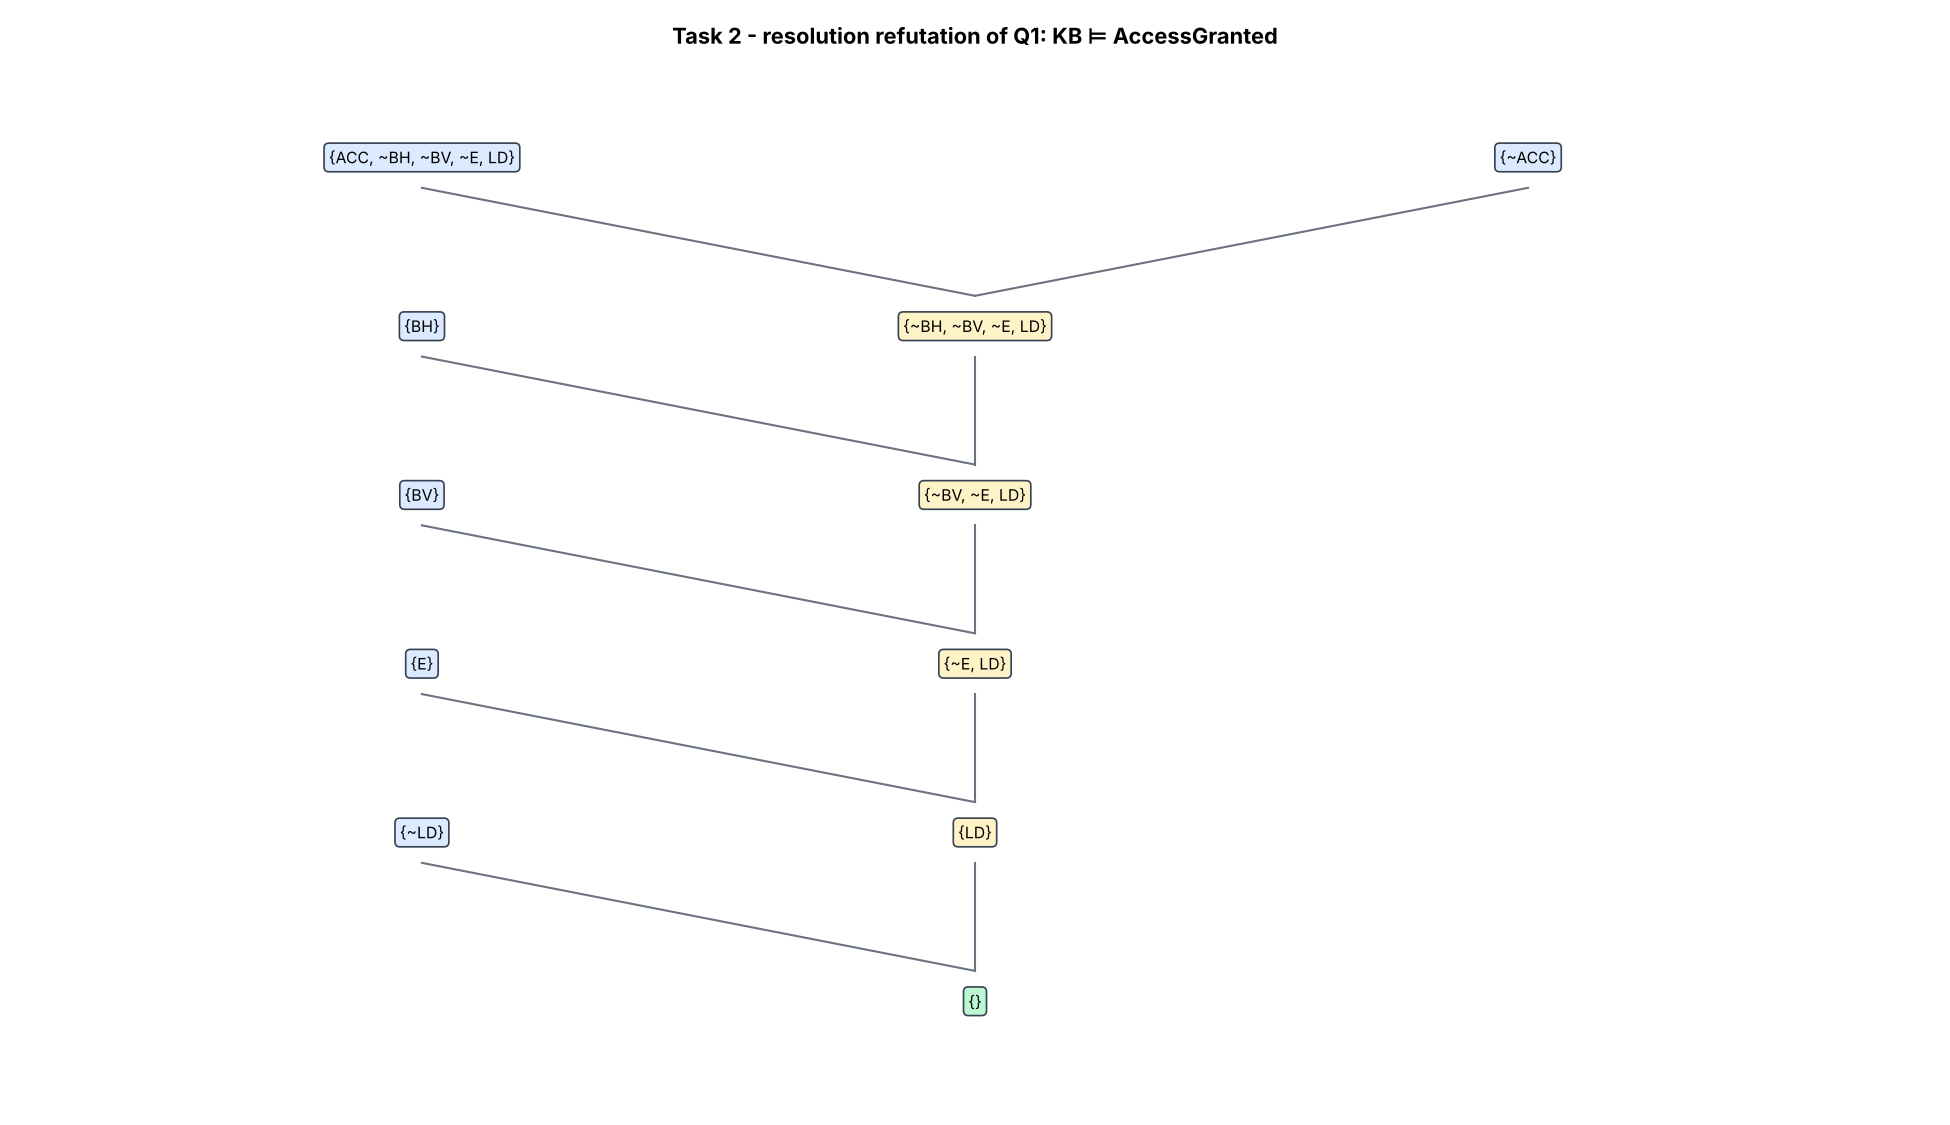 Task 2 - resolution refutation of Q1: KB ⊨ AccessGranted
{ACC, ~BH, ~BV, ~E, LD}
{~ACC}
{BH}
{~BH, ~BV, ~E, LD}
{BV}
{~BV, ~E, LD}
{E}
{~E, LD}
{~LD}
{LD}
{}